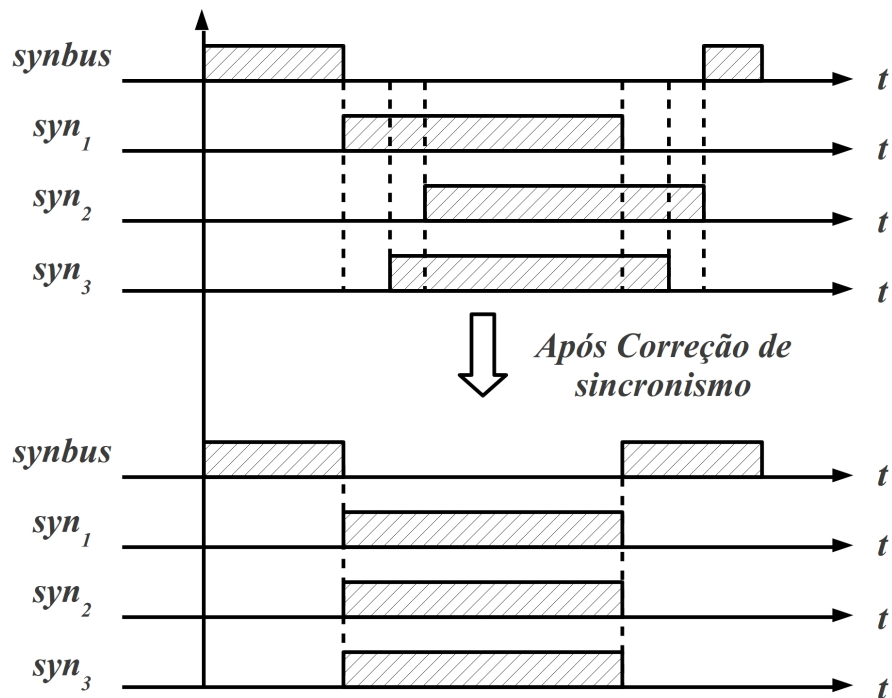 synbus
t
syn1
t
syn2
t
syn3
t
Após Correção de
sincronismo
synbus
t
syn1
t
syn2
t
syn3
t